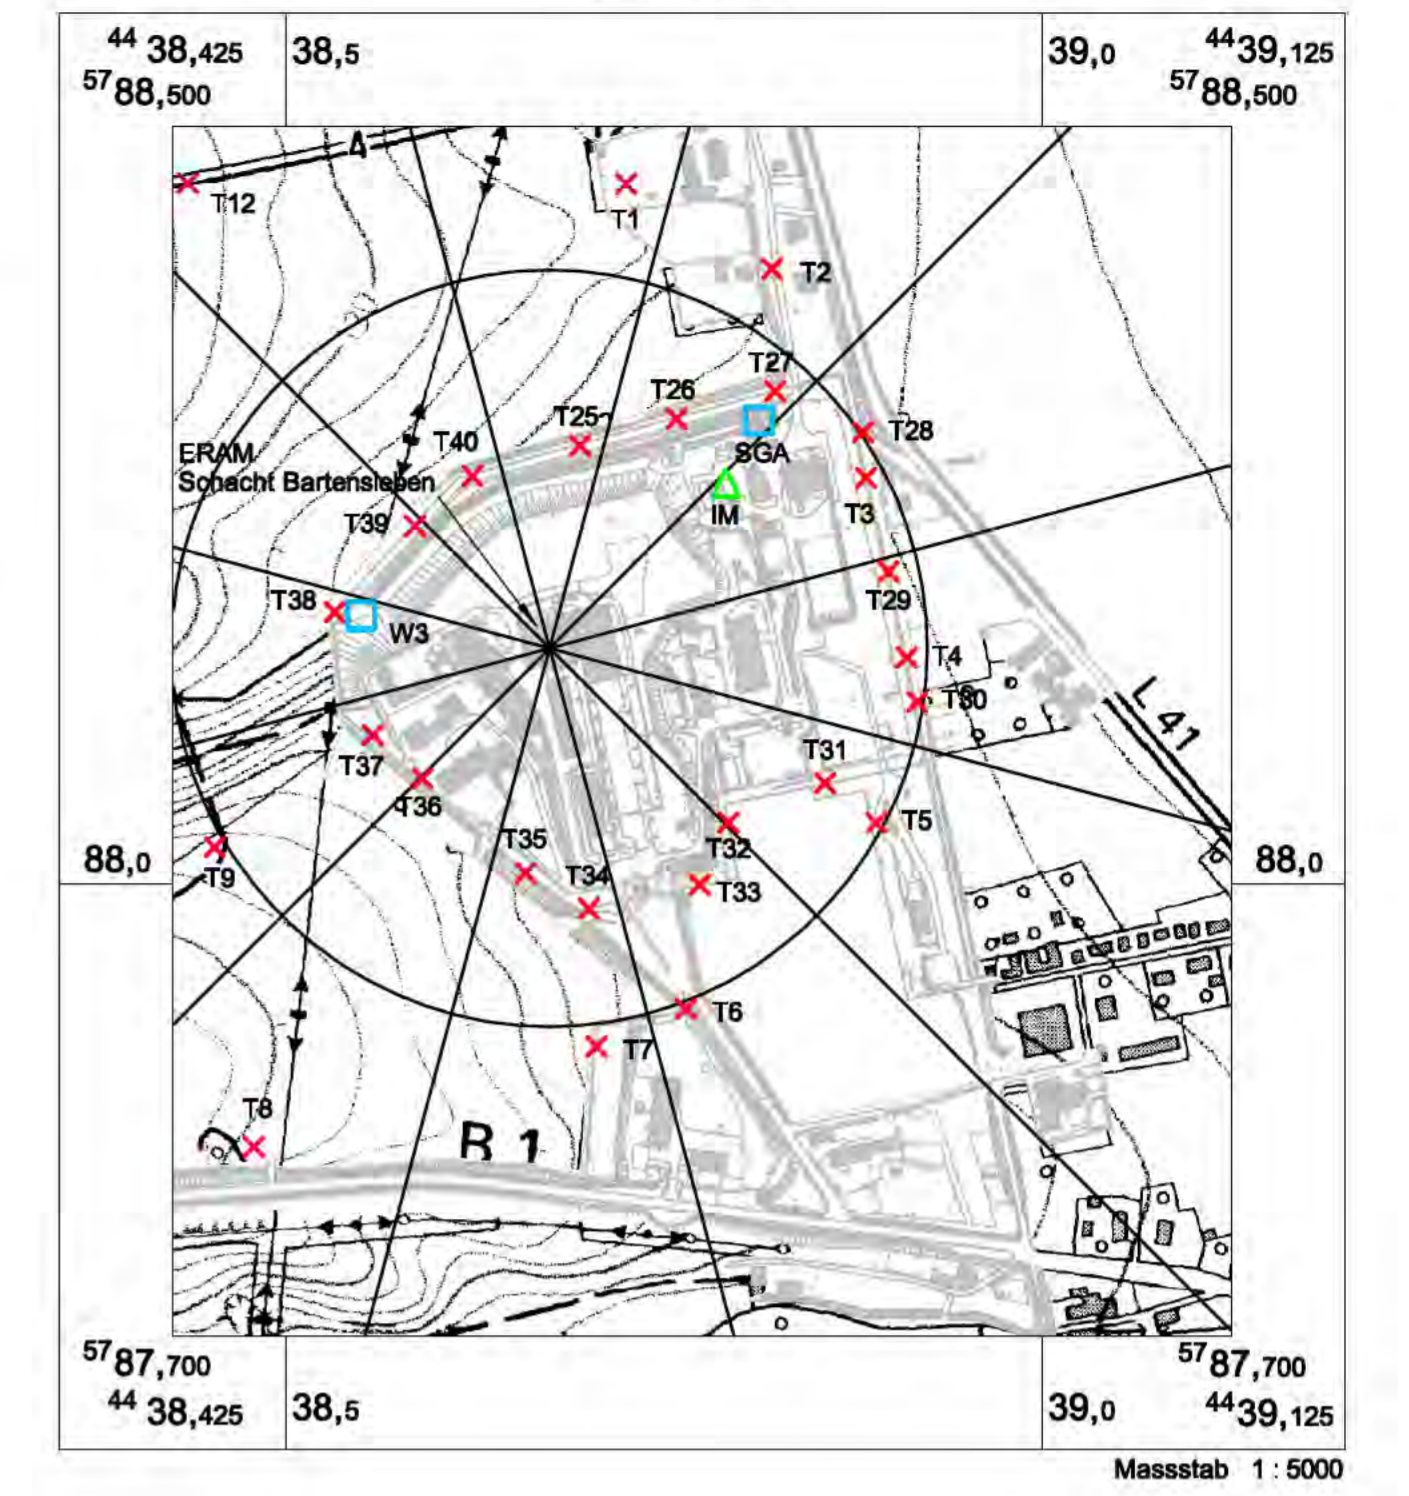 44 38,425 38,5 39,0 44 39,125
57 88,500 57 88,500
4
T12
T1
T2
T27
T26
T25
T28
T40
SGA
ERAM
Schacht Bartensleben
IM
T3
T39
T29
T38
W3
T4
T30
L 41
T31
T37
T36
T5
T35
T32
88,0 88,0
T9
T34
T33
T6
T7
T8
R 1
57 87,700 57 87,700
44 38,425 38,5 39,0 44 39,125
Massstab 1 : 5000